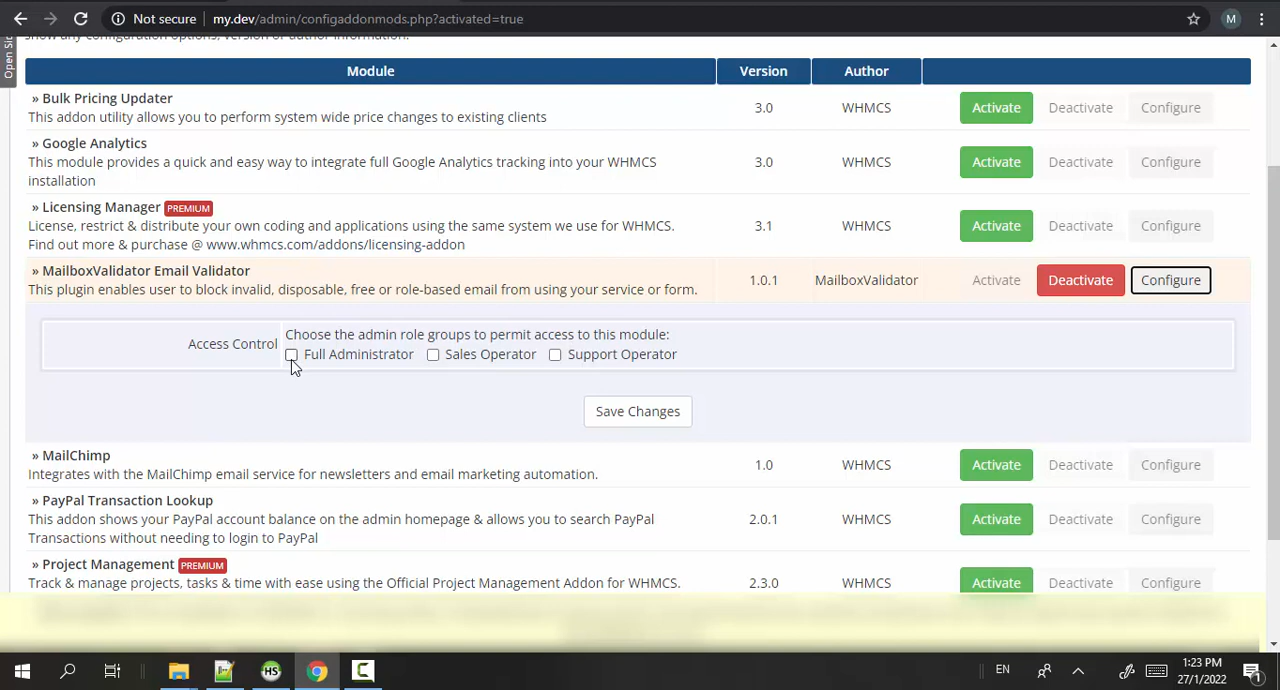 Not secure
my.dev/admin/configaddonmods.php?activated=true
M
Open Si
show any configuration options, version or author information.
Module Version Author
» Bulk Pricing Updater
This addon utility allows you to perform system wide price changes to existing clients
3.0 WHMCS Activate Deactivate Configure
» Google Analytics
This module provides a quick and easy way to integrate full Google Analytics tracking into your WHMCS
installation
3.0 WHMCS Activate Deactivate Configure
» Licensing Manager PREMIUM
License, restrict & distribute your own coding and applications using the same system we use for WHMCS.
Find out more & purchase @ www.whmcs.com/addons/licensing-addon
3.1 WHMCS Activate Deactivate Configure
» MailboxValidator Email Validator
This plugin enables user to block invalid, disposable, free or role-based email from using your service or form.
1.0.1 MailboxValidator Activate Deactivate Configure
Access Control
Choose the admin role groups to permit access to this module:
Full Administrator Sales Operator Support Operator
Save Changes
» MailChimp
Integrates with the MailChimp email service for newsletters and email marketing automation.
1.0 WHMCS Activate Deactivate Configure
» PayPal Transaction Lookup
This addon shows your PayPal account balance on the admin homepage & allows you to search PayPal
Transactions without needing to login to PayPal
2.0.1 WHMCS Activate Deactivate Configure
» Project Management PREMIUM
Track & manage projects, tasks & time with ease using the Official Project Management Addon for WHMCS.
2.3.0 WHMCS Activate Deactivate Configure
HS
C
EN
1:23 PM
27/1/2022
1